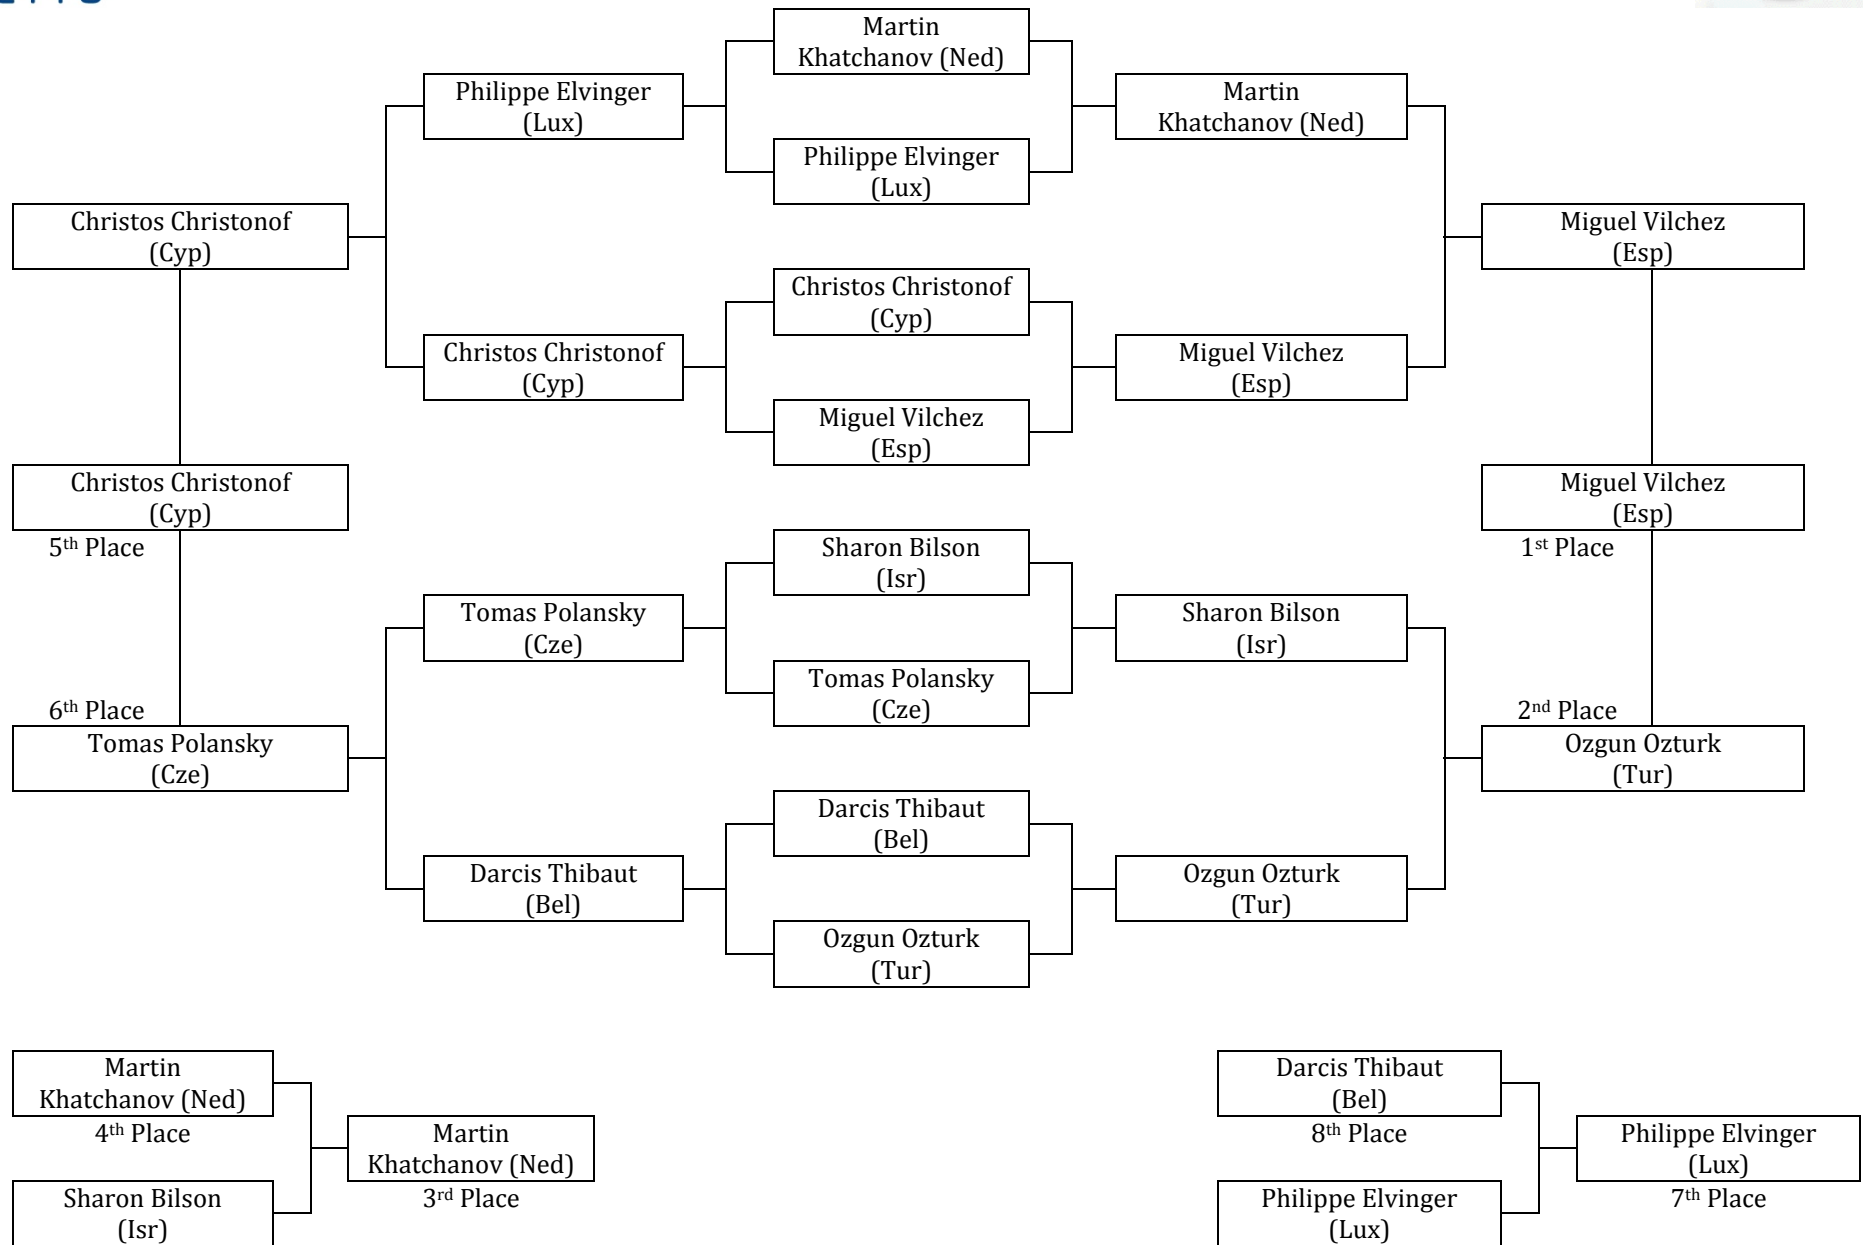 Martin
Khatchanov (Ned)
Philippe Elvinger
(Lux)
Martin
Khatchanov (Ned)
Philippe Elvinger
(Lux)
Christos Christonof
(Cyp)
Miguel Vilchez
(Esp)
Christos Christonof
(Cyp)
Christos Christonof
(Cyp)
Miguel Vilchez
(Esp)
Miguel Vilchez
(Esp)
Christos Christonof
(Cyp)
5th Place
Miguel Vilchez
(Esp)
1st Place
Sharon Bilson
(Isr)
Tomas Polansky
(Cze)
Sharon Bilson
(Isr)
Tomas Polansky
(Cze)
6th Place
Tomas Polansky
(Cze)
2nd Place
Ozgun Ozturk
(Tur)
Darcis Thibaut
(Bel)
Darcis Thibaut
(Bel)
Ozgun Ozturk
(Tur)
Ozgun Ozturk
(Tur)
Martin
Khatchanov (Ned)
4th Place
Martin
Khatchanov (Ned)
3rd Place
Sharon Bilson
(Isr)
Darcis Thibaut
(Bel)
8th Place
Philippe Elvinger
(Lux)
7th Place
Philippe Elvinger
(Lux)